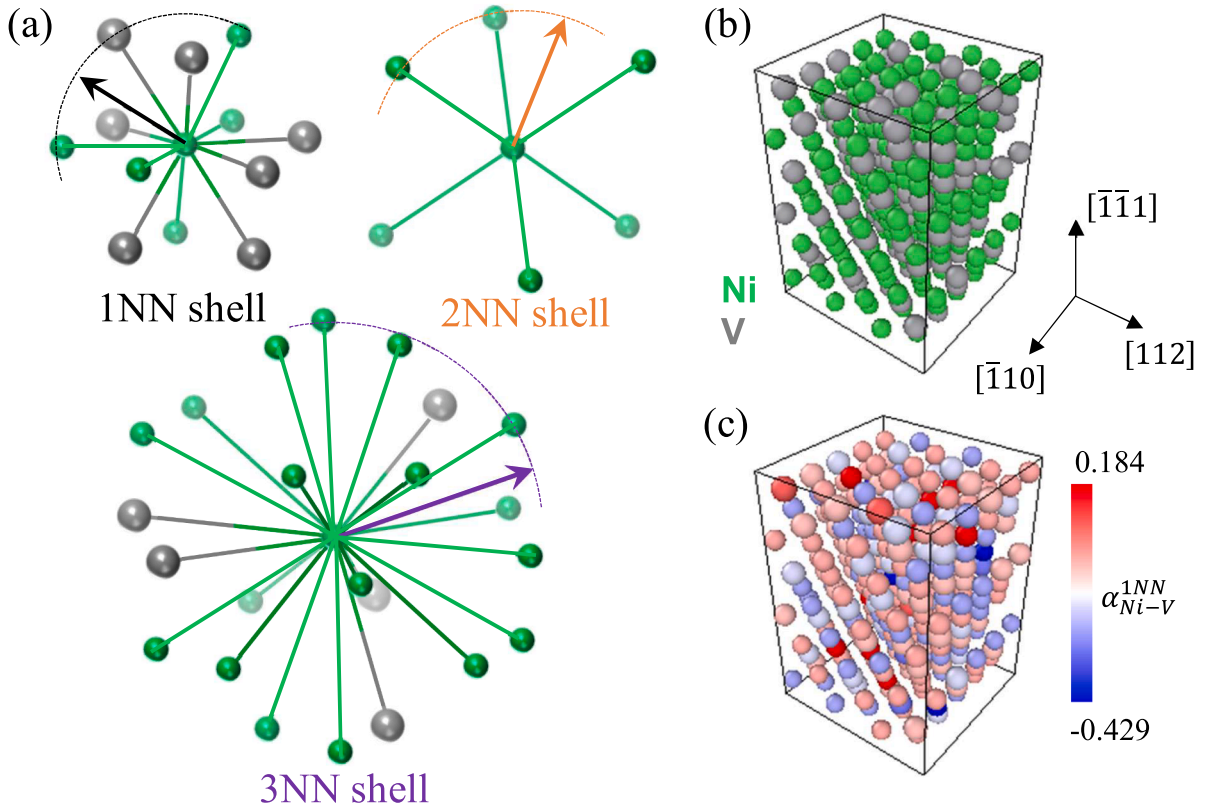 (a)
1NN shell
2NN shell
3NN shell
(b)
Ni
V
[1̄1̄1]
[112]
[1̄10]
(c)
0.184
α^{1NN}_{Ni−V}
-0.429